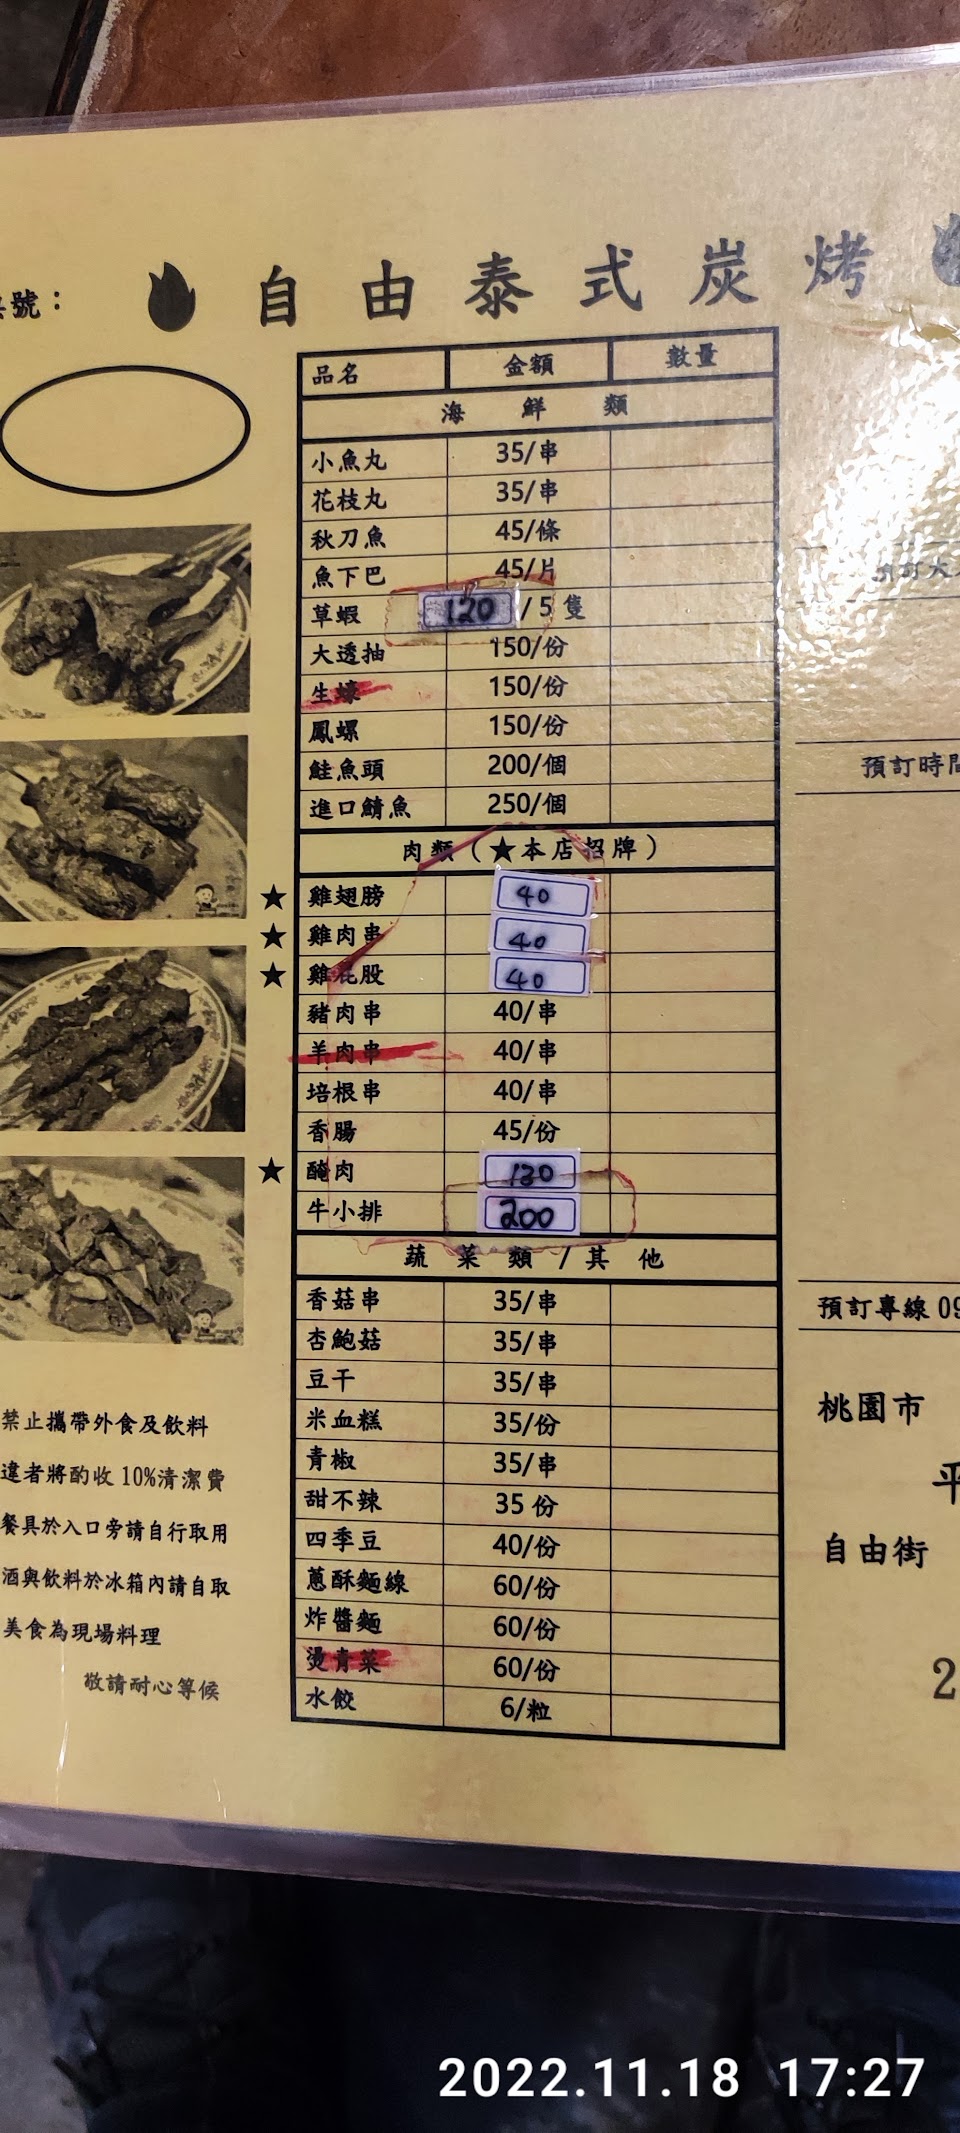 號：
自由泰式炭烤
品名 金額 數量
海鮮類
小魚丸 35/串
花枝丸 35/串
秋刀魚 45/條
魚下巴 45/片
草蝦 120 / 5 隻
大透抽 150/份
生蠔 150/份
鳳螺 150/份
鮭魚頭 200/個
進口鯖魚 250/個
肉類（★本店招牌）
★ 雞翅膀 40
★ 雞肉串 40
★ 雞屁股 40
豬肉串 40/串
羊肉串 40/串
培根串 40/串
香腸 45/份
★ 醃肉 130
牛小排 200
蔬菜類/其他
香菇串 35/串
杏鮑菇 35/串
豆干 35/串
米血糕 35/份
青椒 35/串
甜不辣 35 份
四季豆 40/份
蔥酥麵線 60/份
炸醬麵 60/份
燙青菜 60/份
水餃 6/粒
禁止攜帶外食及飲料
違者將酌收 10%清潔費
餐具於入口旁請自行取用
酒與飲料於冰箱內請自取
美食為現場料理
敬請耐心等候
預訂時間
預訂專線 09
桃園市
平
自由街
2
2022.11.18 17:27